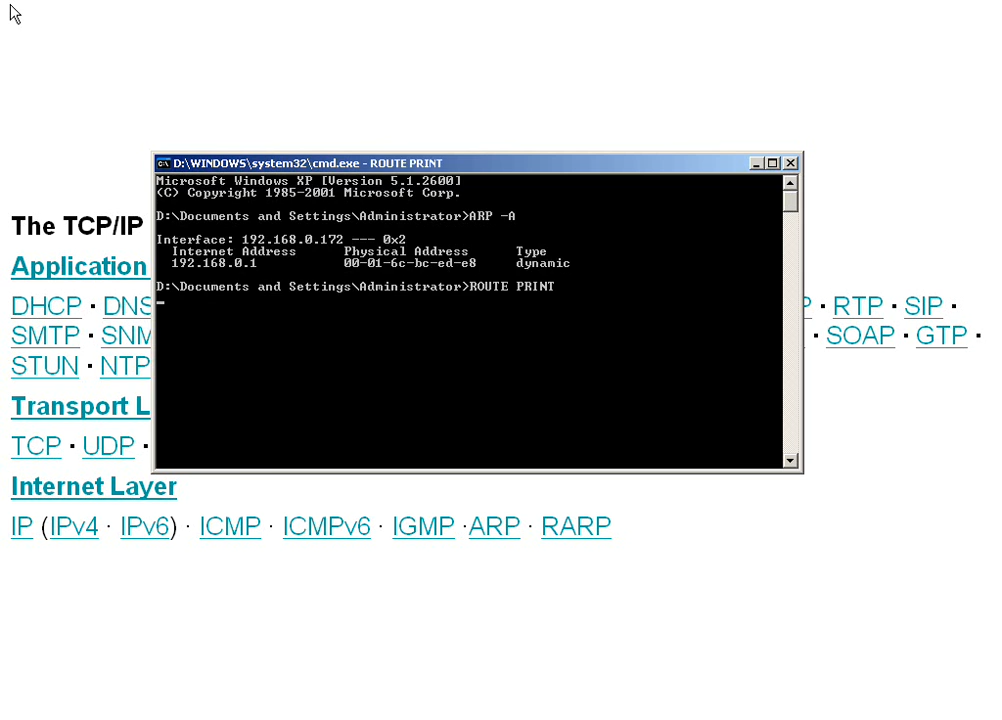 D:\WINDOWS\system32\cmd.exe - ROUTE PRINT
Microsoft Windows XP [Version 5.1.2600]
(C) Copyright 1985-2001 Microsoft Corp.
D:\Documents and Settings\Administrator>ARP -A
Interface: 192.168.0.172 --- 0x2
Internet Address Physical Address Type
192.168.0.1 00-01-6c-bc-ed-e8 dynamic
D:\Documents and Settings\Administrator>ROUTE PRINT
The TCP/IP
Application
DHCP · DNS · RTP · SIP ·
SMTP · · SOAP · GTP ·
STUN · NTP
Transport L
TCP · UDP ·
Internet Layer
IP (IPv4 · IPv6) · ICMP · ICMPv6 · IGMP · ARP · RARP